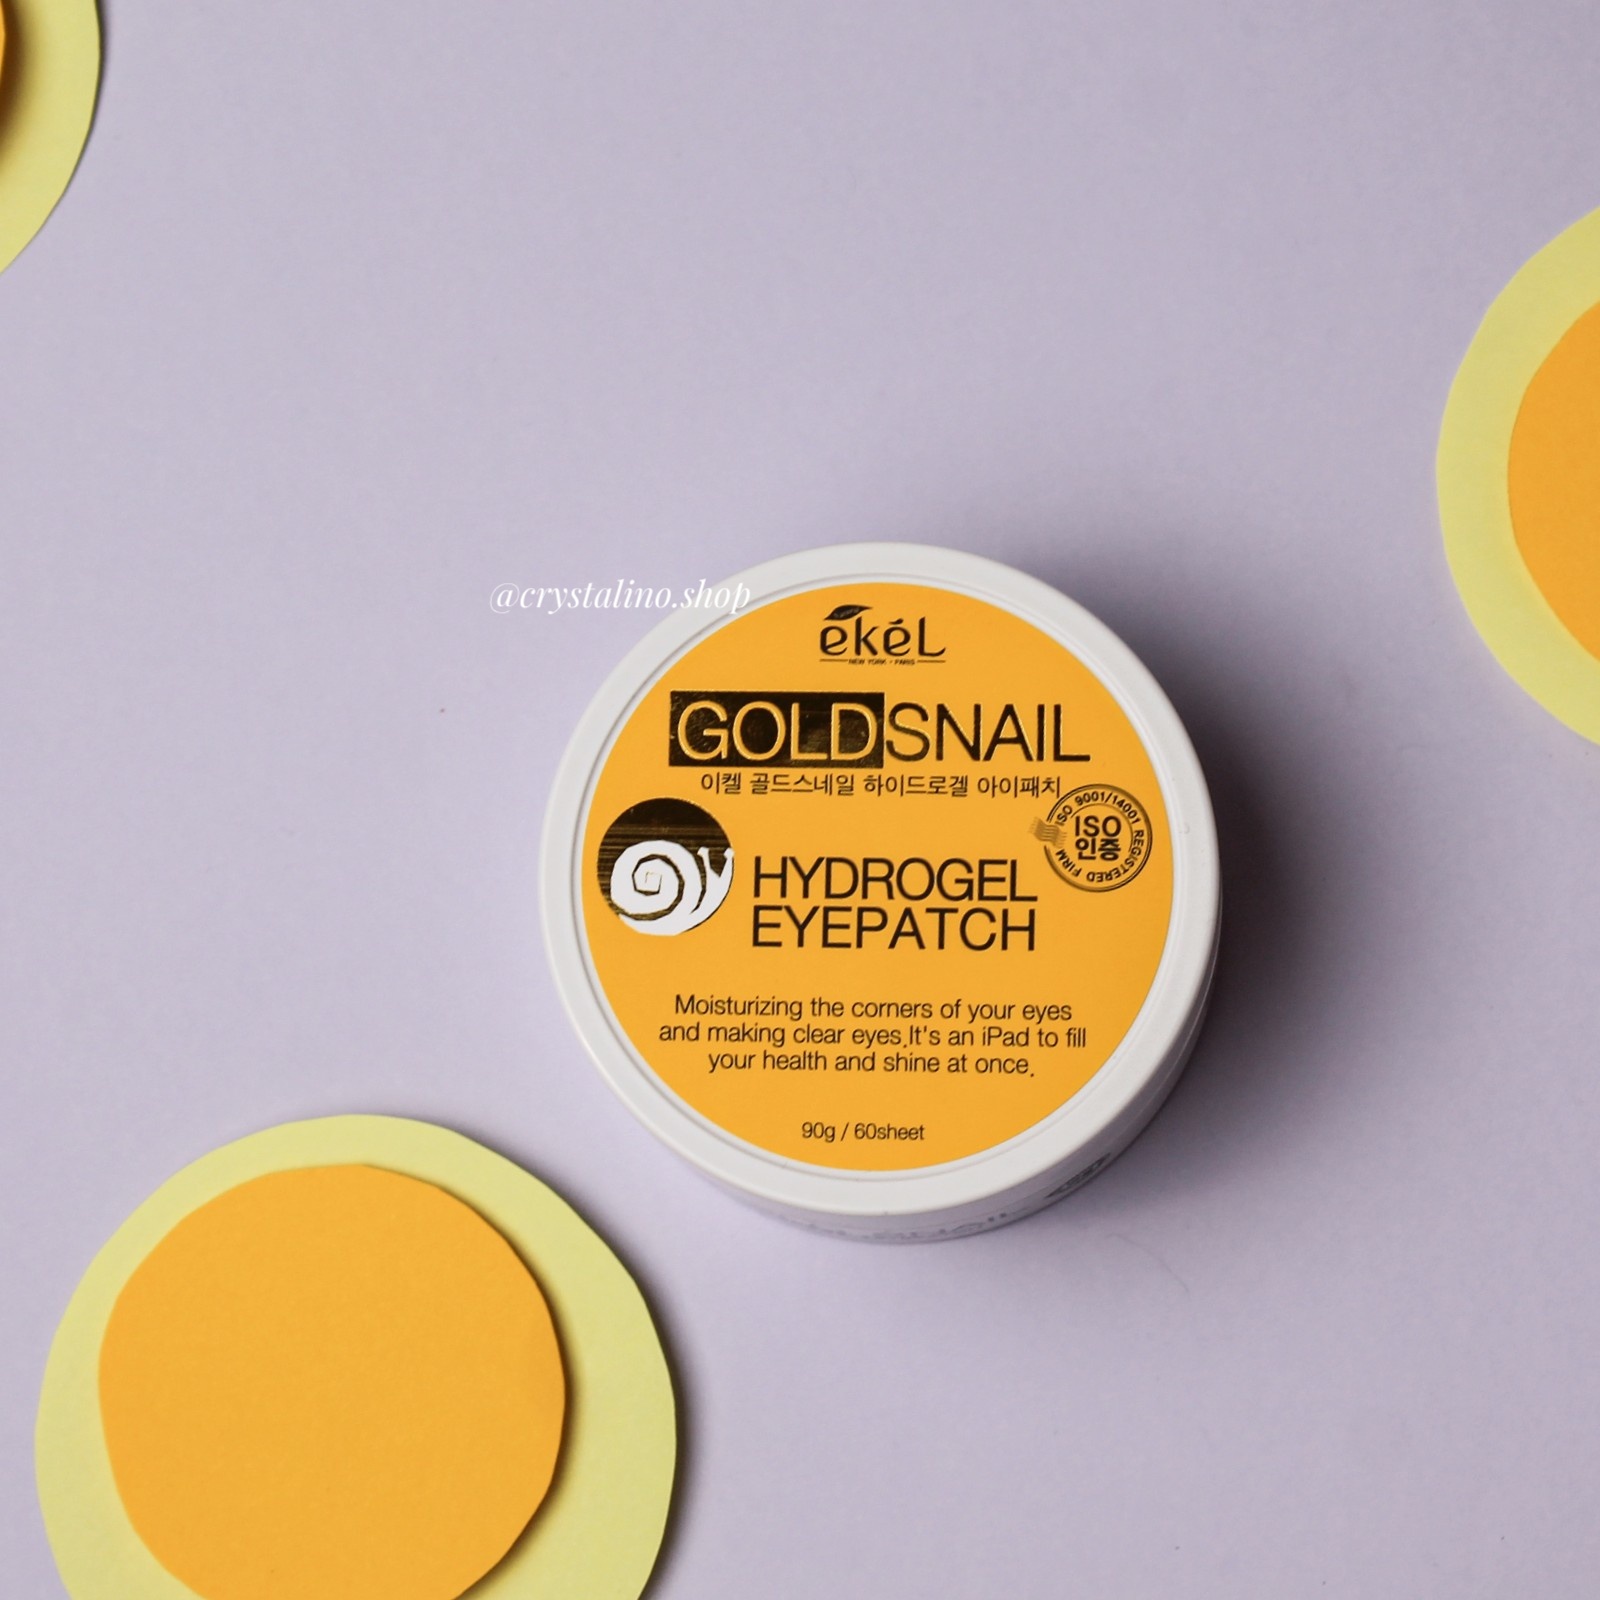 @crystalino.shop
ēkéL
NEW YORK • PARIS
GOLDSNAIL
이켈 골드스네일 하이드로겔 아이패치
ISO 9001/14001 REGISTERED FIRM
ISO
인증
HYDROGEL
EYEPATCH
Moisturizing the corners of your eyes
and making clear eyes.It's an iPad to fill
your health and shine at once.
90g / 60sheet